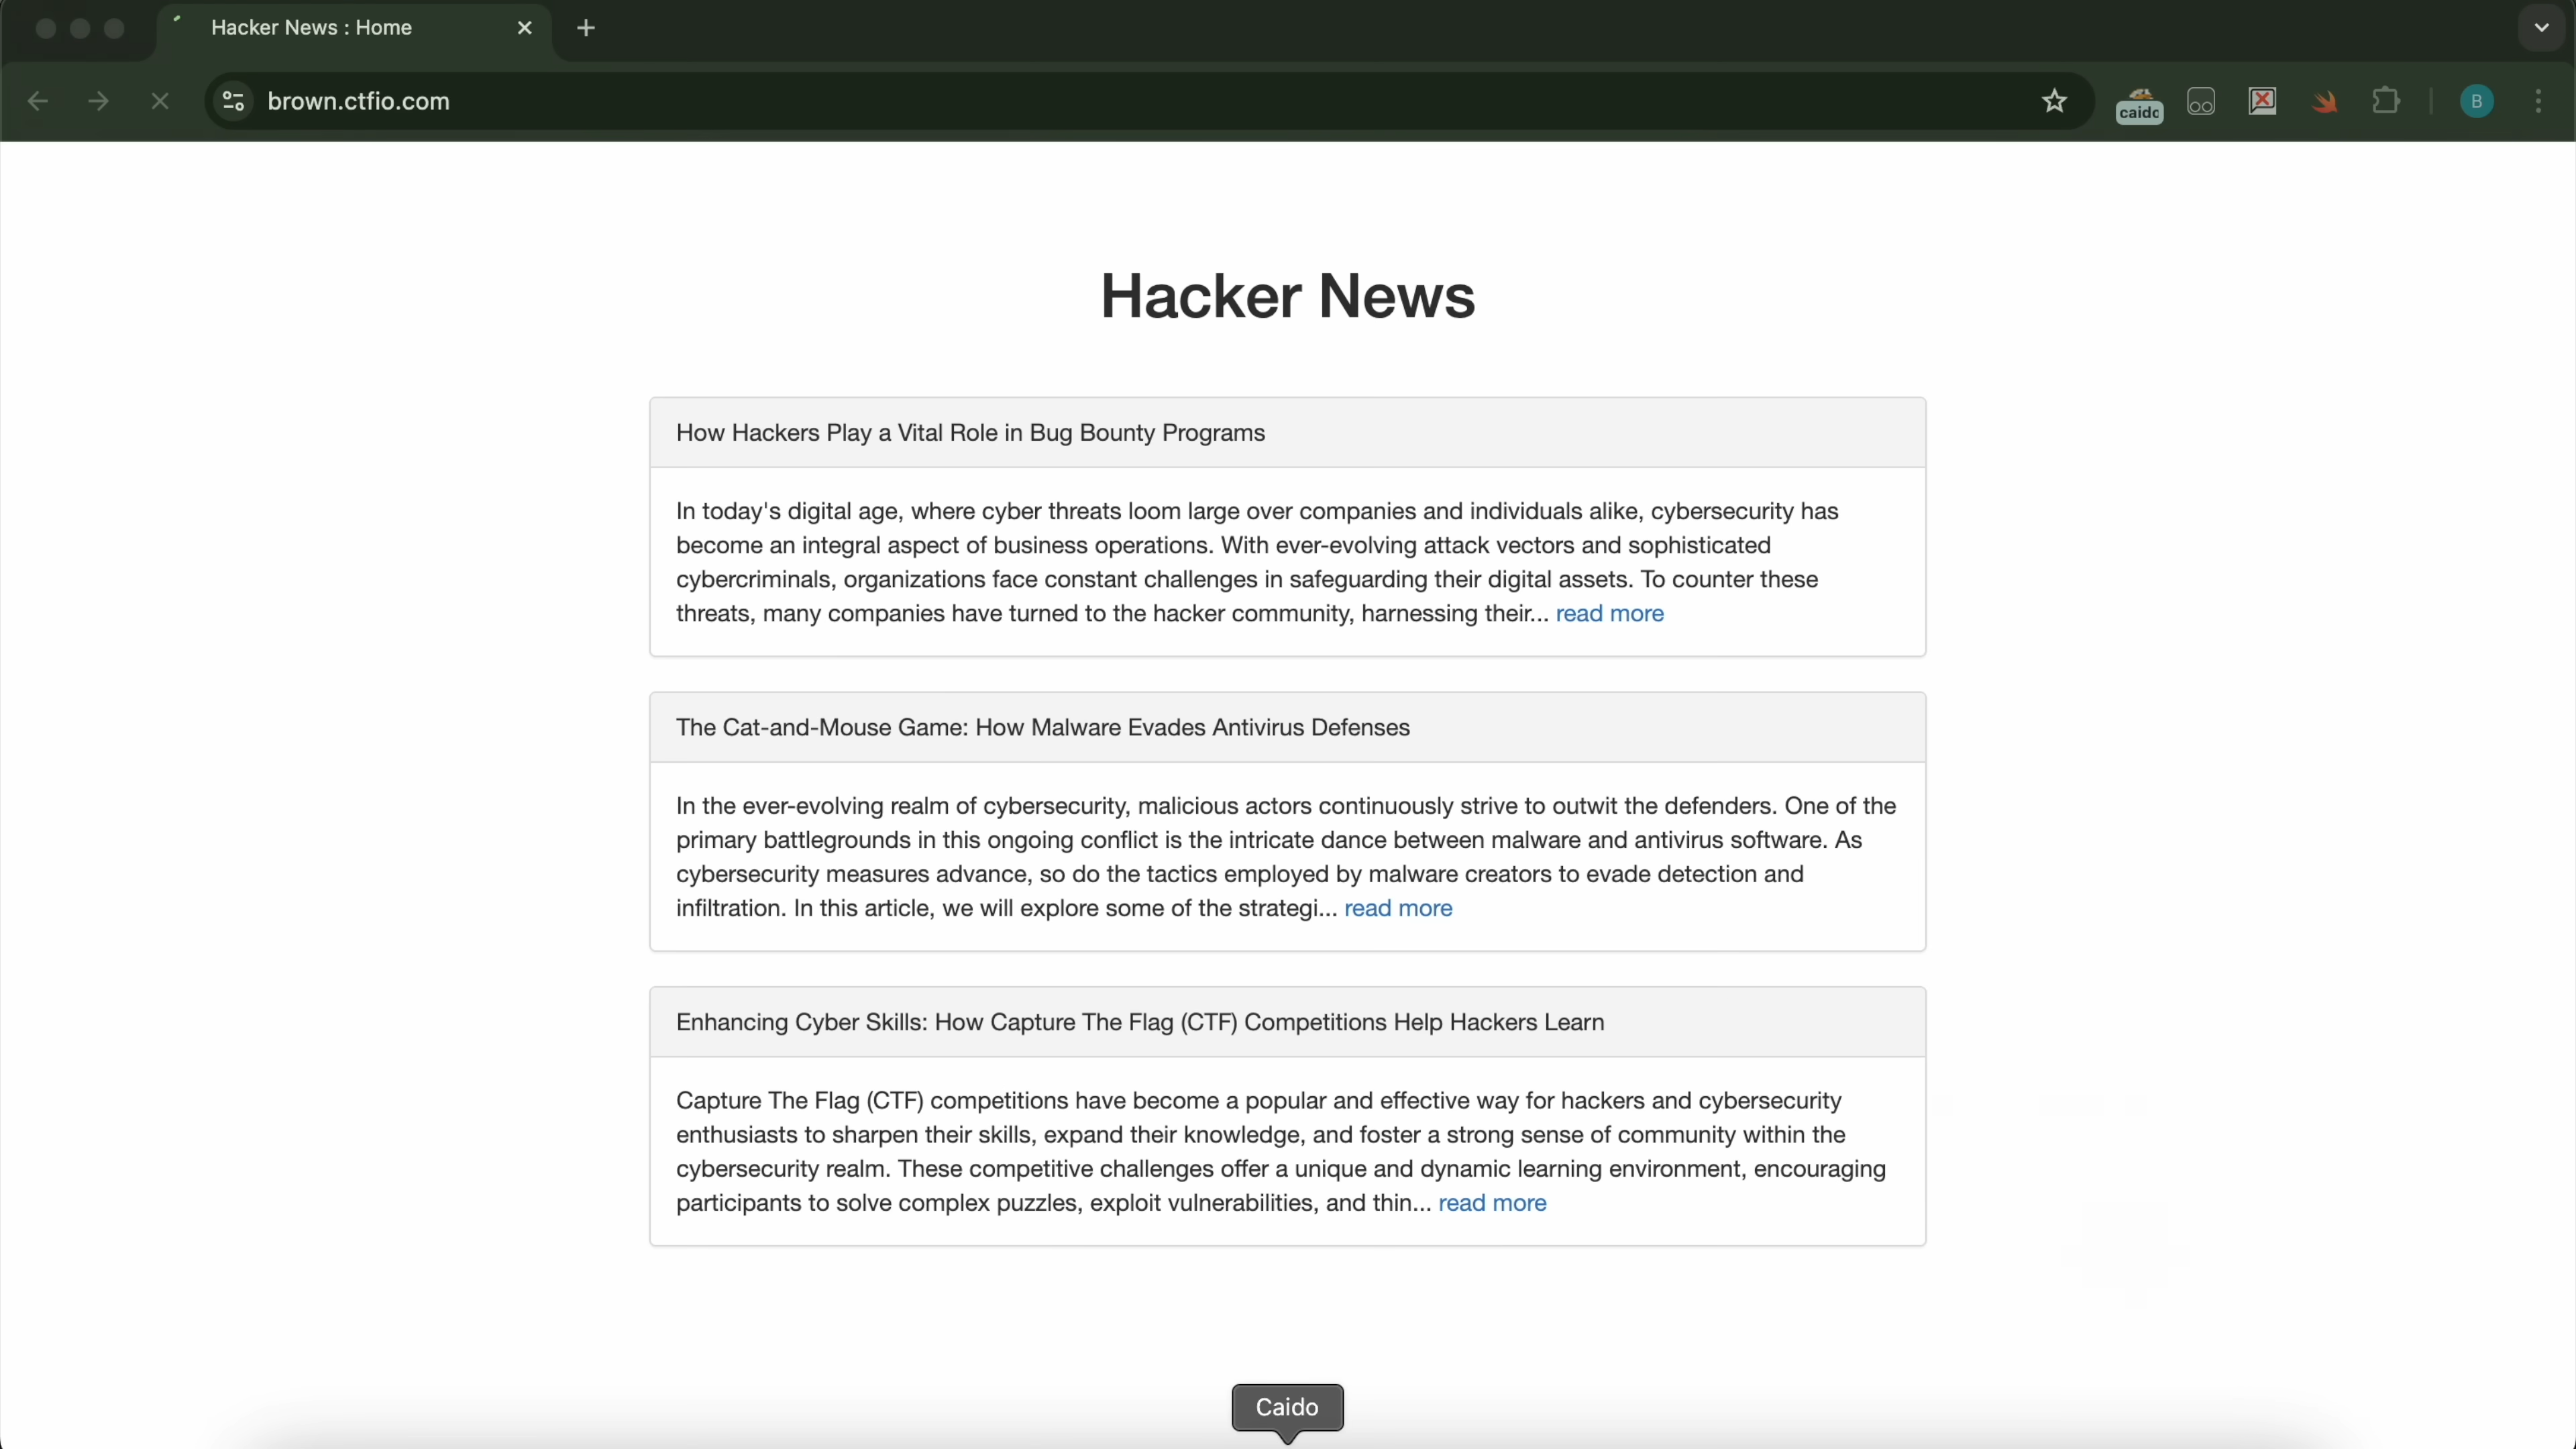 Hacker News : Home
brown.ctfio.com
caido
B
Hacker News
How Hackers Play a Vital Role in Bug Bounty Programs
In today's digital age, where cyber threats loom large over companies and individuals alike, cybersecurity has
become an integral aspect of business operations. With ever-evolving attack vectors and sophisticated
cybercriminals, organizations face constant challenges in safeguarding their digital assets. To counter these
threats, many companies have turned to the hacker community, harnessing their... read more
The Cat-and-Mouse Game: How Malware Evades Antivirus Defenses
In the ever-evolving realm of cybersecurity, malicious actors continuously strive to outwit the defenders. One of the
primary battlegrounds in this ongoing conflict is the intricate dance between malware and antivirus software. As
cybersecurity measures advance, so do the tactics employed by malware creators to evade detection and
infiltration. In this article, we will explore some of the strategi... read more
Enhancing Cyber Skills: How Capture The Flag (CTF) Competitions Help Hackers Learn
Capture The Flag (CTF) competitions have become a popular and effective way for hackers and cybersecurity
enthusiasts to sharpen their skills, expand their knowledge, and foster a strong sense of community within the
cybersecurity realm. These competitive challenges offer a unique and dynamic learning environment, encouraging
participants to solve complex puzzles, exploit vulnerabilities, and thin... read more
Caido